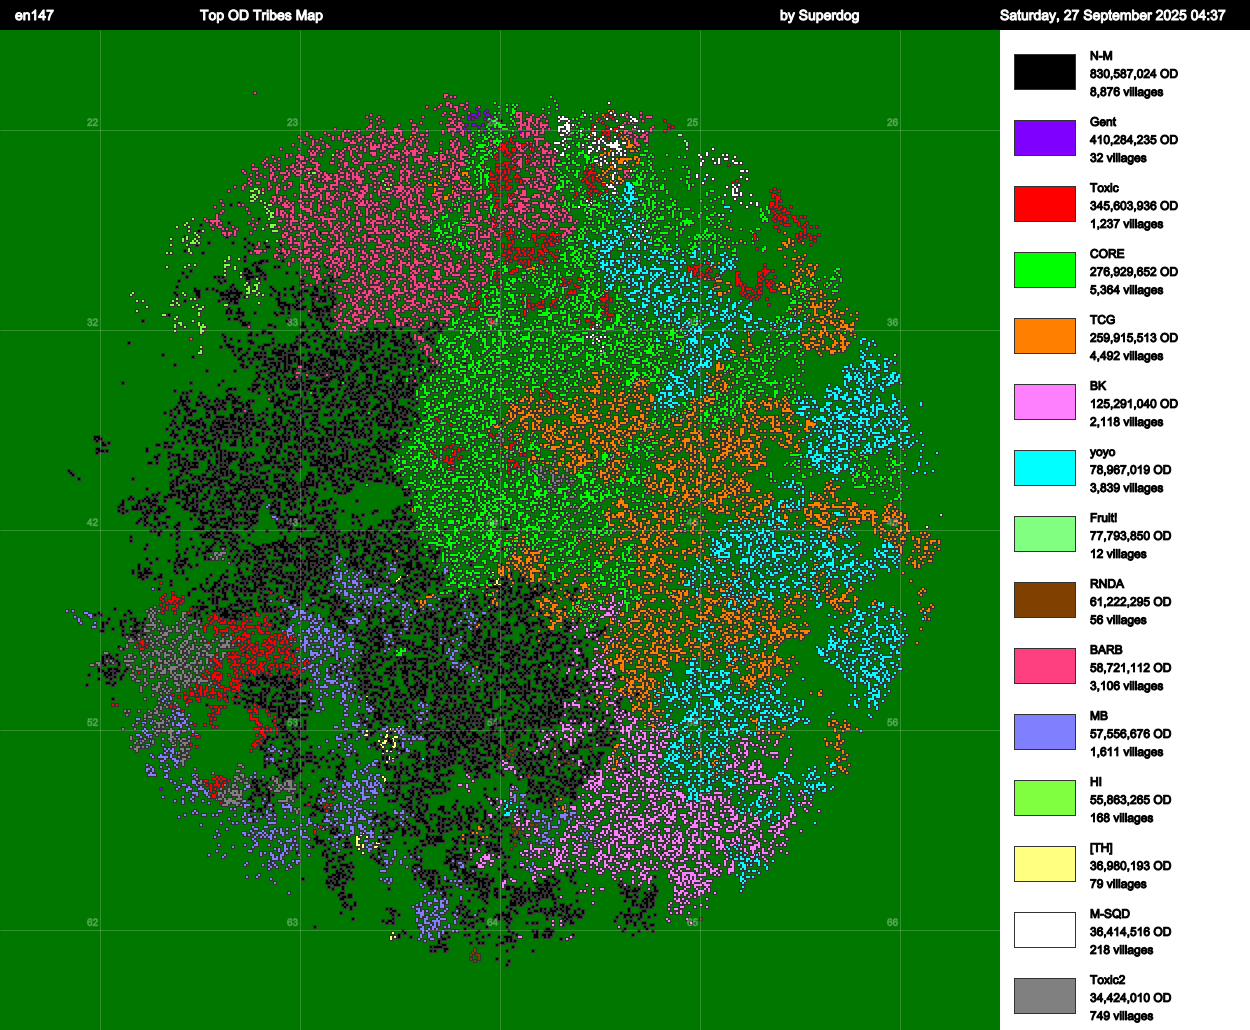 en147 Top OD Tribes Map by Superdog Saturday, 27 September 2025 04:37
N-M
830,587,024 OD
8,876 villages
Gent
410,284,235 OD
32 villages
Toxic
345,603,936 OD
1,237 villages
CORE
276,929,652 OD
5,364 villages
TCG
259,915,513 OD
4,492 villages
BK
125,291,040 OD
2,118 villages
yoyo
78,967,019 OD
3,839 villages
Fruit!
77,793,850 OD
12 villages
RNDA
61,222,295 OD
56 villages
BARB
58,721,112 OD
3,106 villages
MB
57,556,676 OD
1,611 villages
HI
55,863,265 OD
168 villages
[TH]
36,980,193 OD
79 villages
M-SQD
36,414,516 OD
218 villages
Toxic2
34,424,010 OD
749 villages
22 23 25 26
32 33 36
42 43
52 53 56
62 63 64 65 66